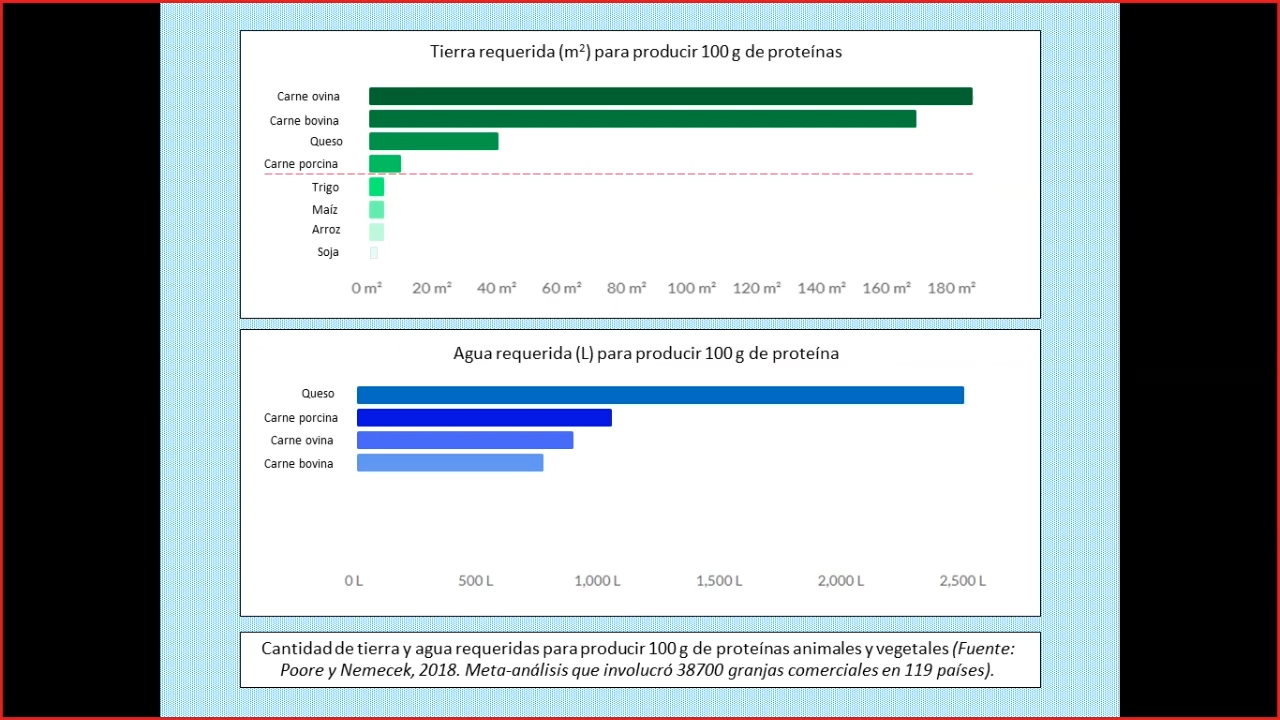 Tierra requerida (m²) para producir 100 g de proteínas
Carne ovina
Carne bovina
Queso
Carne porcina
Trigo
Maíz
Arroz
Soja
0 m² 20 m² 40 m² 60 m² 80 m² 100 m² 120 m² 140 m² 160 m² 180 m²
Agua requerida (L) para producir 100 g de proteína
Queso
Carne porcina
Carne ovina
Carne bovina
0 L 500 L 1,000 L 1,500 L 2,000 L 2,500 L
Cantidad de tierra y agua requeridas para producir 100 g de proteínas animales y vegetales (Fuente:
Poore y Nemecek, 2018. Meta-análisis que involucró 38700 granjas comerciales en 119 países).